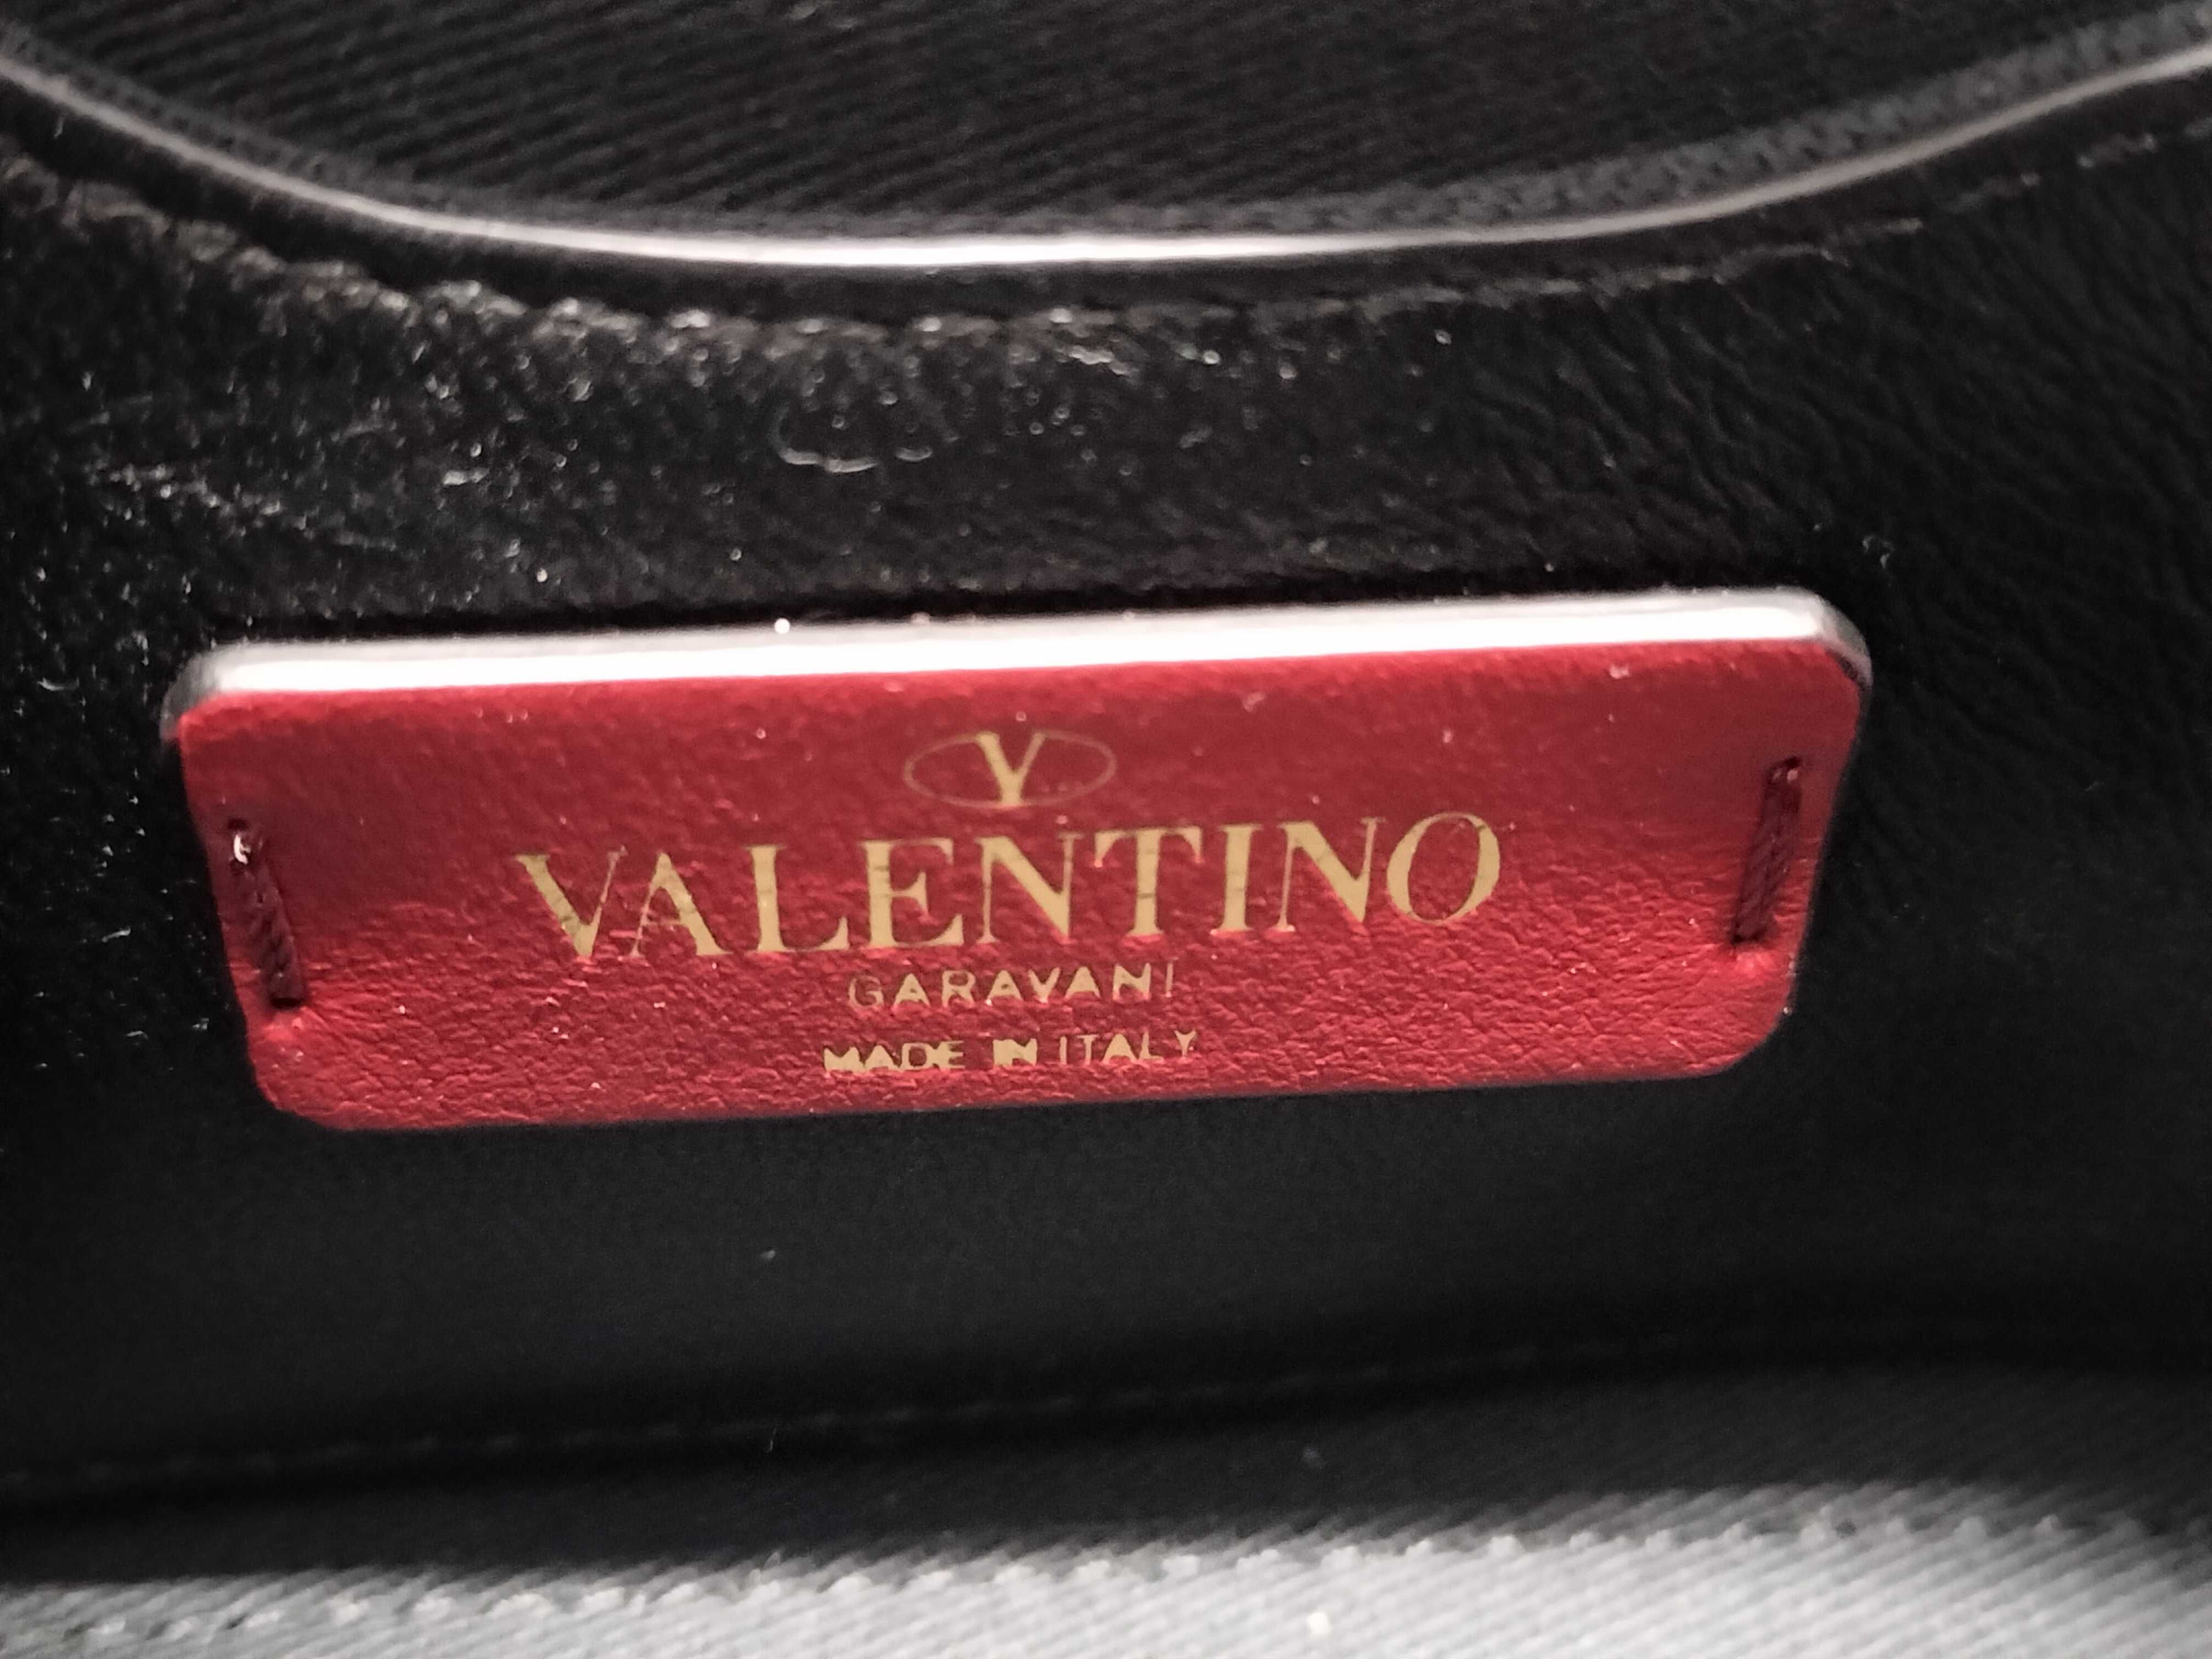 V
VALENTINO
GARAVANI
MADE IN ITALY